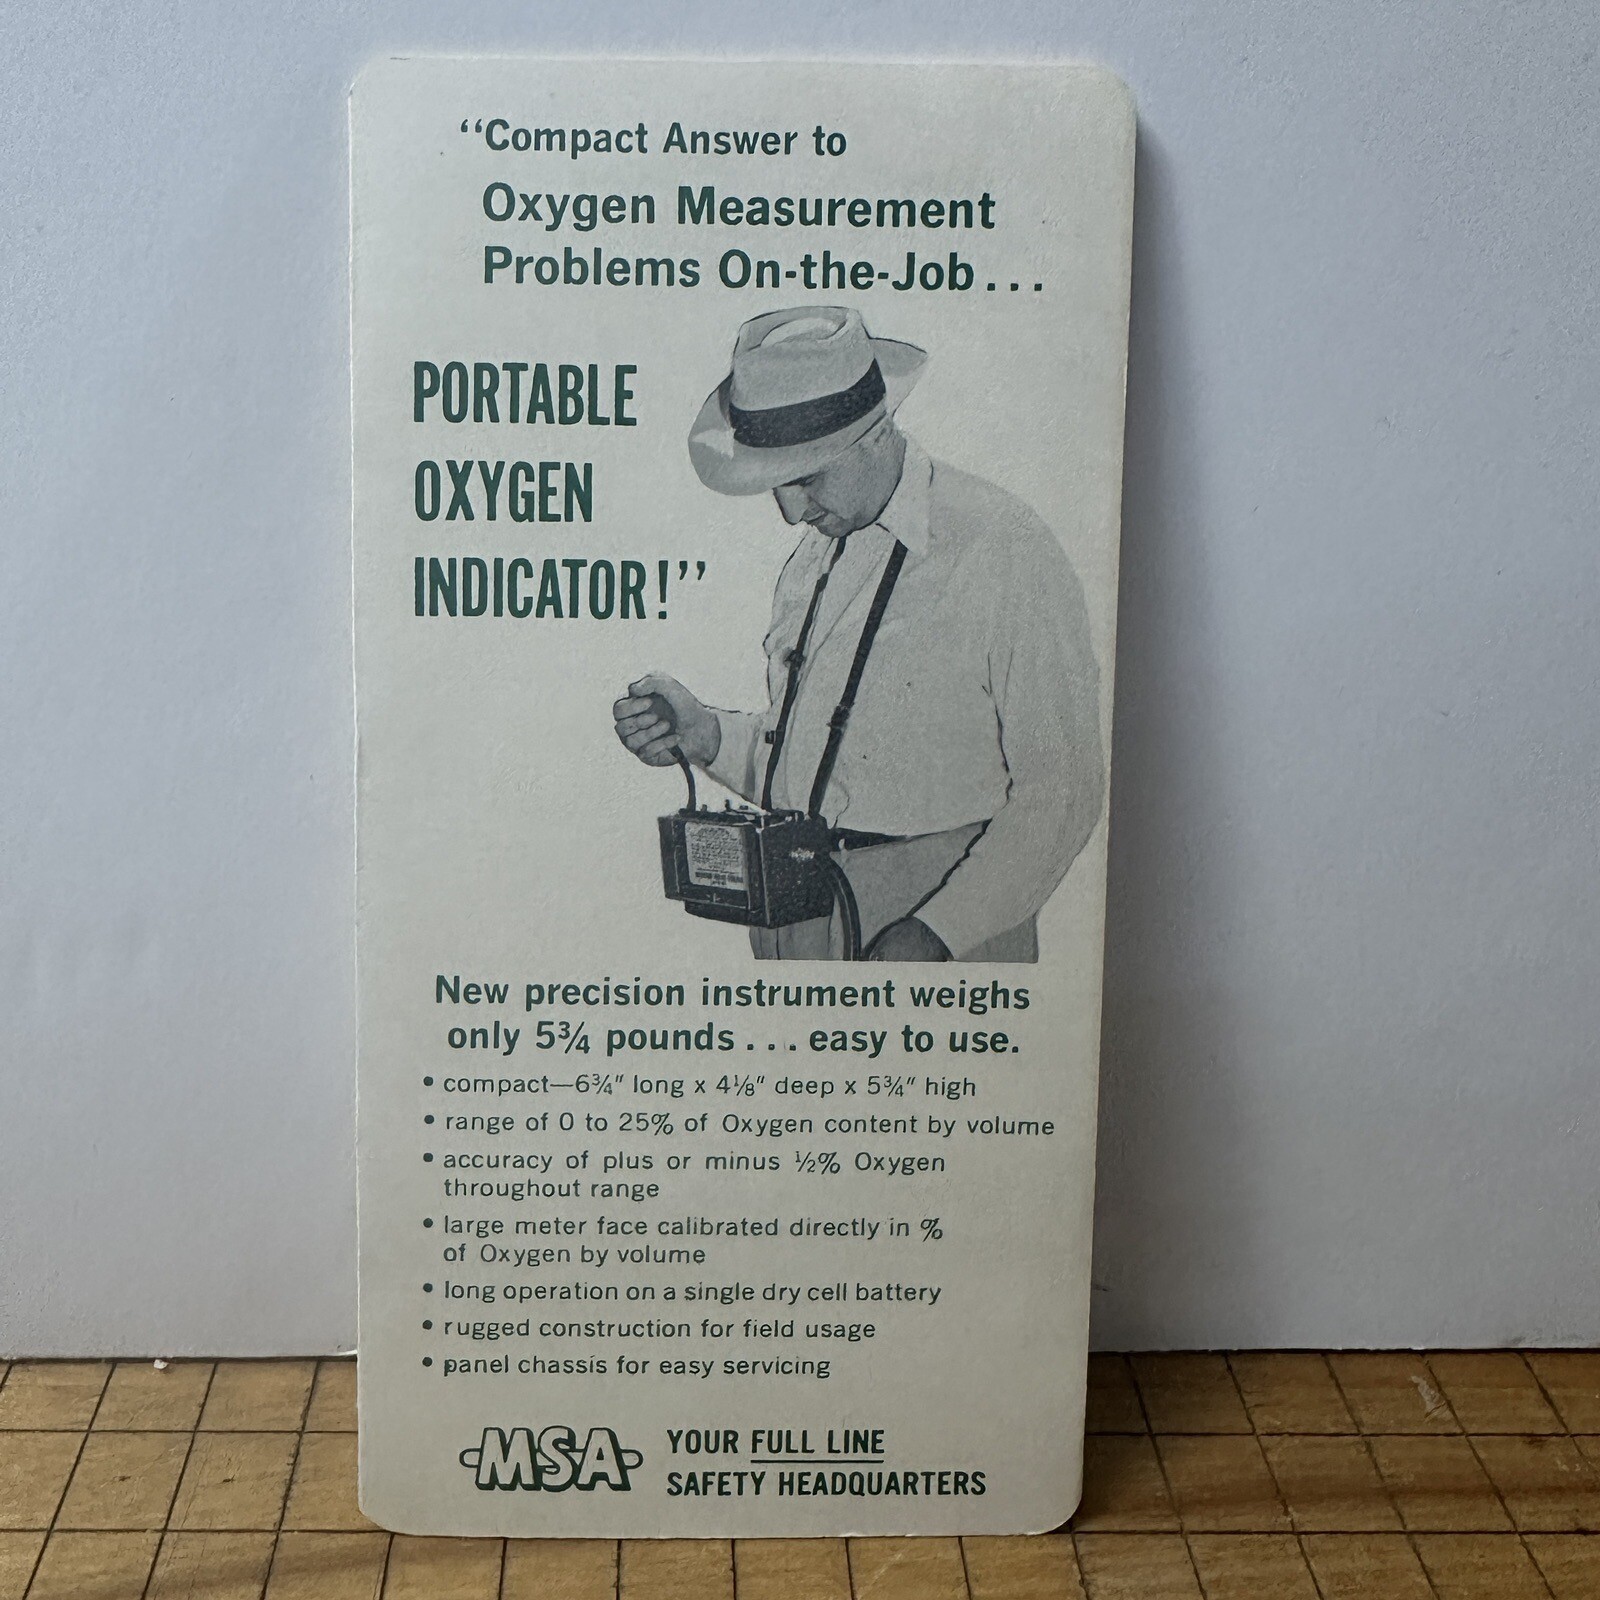 “Compact Answer to
Oxygen Measurement
Problems On-the-Job...
PORTABLE
OXYGEN
INDICATOR!”
New precision instrument weighs
only 5¾ pounds . . . easy to use.
• compact—6¾" long x 4⅛" deep x 5¾" high
• range of 0 to 25% of Oxygen content by volume
• accuracy of plus or minus ½% Oxygen
throughout range
• large meter face calibrated directly in %
of Oxygen by volume
• long operation on a single dry cell battery
• rugged construction for field usage
• panel chassis for easy servicing
MSA YOUR FULL LINE
SAFETY HEADQUARTERS